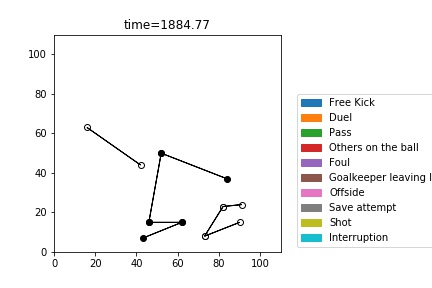 time=1884.77
100
80
60
40
20
0
0 20 40 60 80 100
Free Kick
Duel
Pass
Others on the ball
Foul
Goalkeeper leaving
Offside
Save attempt
Shot
Interruption